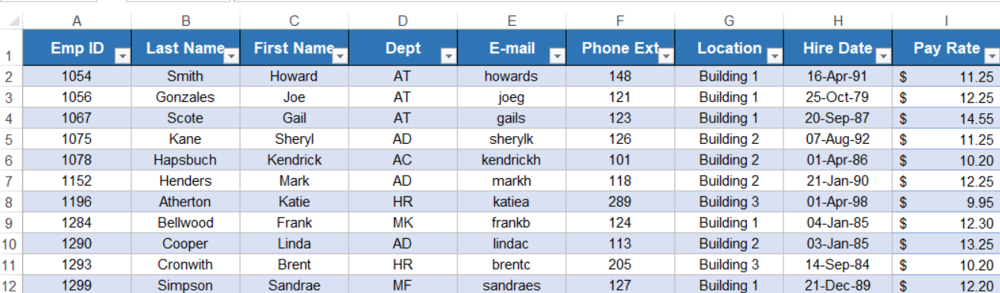 A B C D E F G H I
1 Emp ID Last Name First Name Dept E-mail Phone Ext Location Hire Date Pay Rate
2 1054 Smith Howard AT howards 148 Building 1 16-Apr-91 $ 11.25
3 1056 Gonzales Joe AT joeg 121 Building 1 25-Oct-79 $ 12.25
4 1067 Scote Gail AT gails 123 Building 1 20-Sep-87 $ 14.55
5 1075 Kane Sheryl AD sherylk 126 Building 2 07-Aug-92 $ 11.25
6 1078 Hapsbuch Kendrick AC kendrickh 101 Building 2 01-Apr-86 $ 10.20
7 1152 Henders Mark AD markh 118 Building 2 21-Jan-90 $ 12.25
8 1196 Atherton Katie HR katiea 289 Building 3 01-Apr-98 $ 9.95
9 1284 Bellwood Frank MK frankb 124 Building 1 04-Jan-85 $ 12.30
10 1290 Cooper Linda AD lindac 113 Building 2 03-Jan-85 $ 13.25
11 1293 Cronwith Brent HR brentc 205 Building 3 14-Sep-84 $ 10.20
12 1299 Simpson Sandrae MF sandraes 127 Building 1 21-Dec-89 $ 12.20